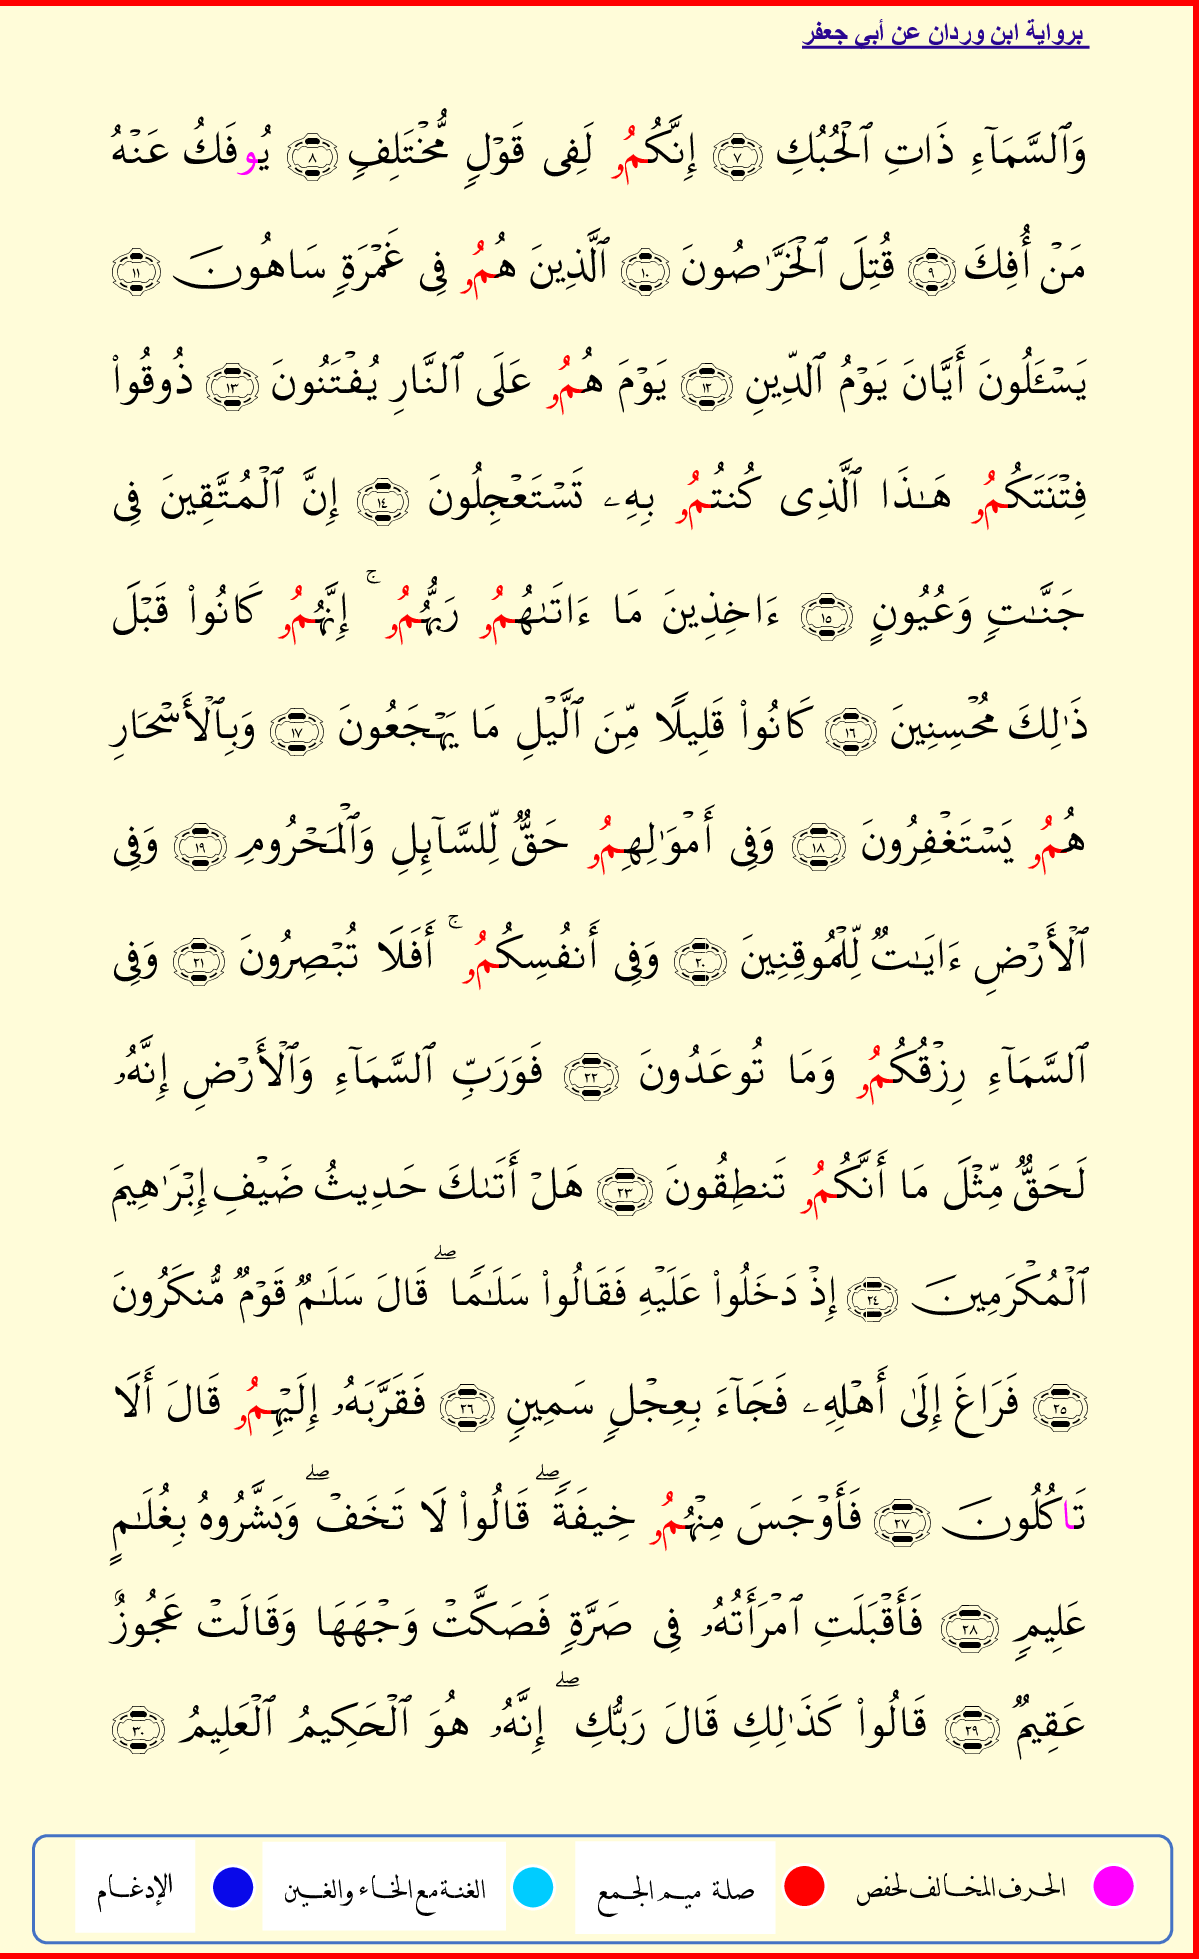 برواية ابن وردان عن أبي جعفر
وَٱلسَّمَآءِ ذَاتِ ٱلۡحُبُكِ ٧ إِنَّكُمُۥ لَفِي قَوۡلٖ مُّخۡتَلِفٖ ٨ يُوفَكُ عَنۡهُ
مَنۡ أُفِكَ ٩ قُتِلَ ٱلۡخَرَّٰصُونَ ١٠ ٱلَّذِينَ هُمُۥ فِي غَمۡرَةٖ سَاهُونَ ١١
يَسۡـَٔلُونَ أَيَّانَ يَوۡمُ ٱلدِّينِ ١٢ يَوۡمَ هُمُۥ عَلَى ٱلنَّارِ يُفۡتَنُونَ ١٣ ذُوقُواْ
فِتۡنَتَكُمُۥ هَٰذَا ٱلَّذِي كُنتُمُۥ بِهِۦ تَسۡتَعۡجِلُونَ ١٤ إِنَّ ٱلۡمُتَّقِينَ فِي
جَنَّٰتٖ وَعُيُونٍ ١٥ ءَاخِذِينَ مَا ءَاتَىٰهُمُۥ رَبُّهُمُۥۚ إِنَّهُمُۥ كَانُواْ قَبۡلَ
ذَٰلِكَ مُحۡسِنِينَ ١٦ كَانُواْ قَلِيلٗا مِّنَ ٱلَّيۡلِ مَا يَهۡجَعُونَ ١٧ وَبِٱلۡأَسۡحَارِ
هُمُۥ يَسۡتَغۡفِرُونَ ١٨ وَفِي أَمۡوَٰلِهِمُۥ حَقّٞ لِّلسَّآئِلِ وَٱلۡمَحۡرُومِ ١٩ وَفِي
ٱلۡأَرۡضِ ءَايَٰتٞ لِّلۡمُوقِنِينَ ٢٠ وَفِي أَنفُسِكُمُۥۚ أَفَلَا تُبۡصِرُونَ ٢١ وَفِي
ٱلسَّمَآءِ رِزۡقُكُمُۥ وَمَا تُوعَدُونَ ٢٢ فَوَرَبِّ ٱلسَّمَآءِ وَٱلۡأَرۡضِ إِنَّهُۥ
لَحَقّٞ مِّثۡلَ مَا أَنَّكُمُۥ تَنطِقُونَ ٢٣ هَلۡ أَتَىٰكَ حَدِيثُ ضَيۡفِ إِبۡرَٰهِيمَ
ٱلۡمُكۡرَمِينَ ٢٤ إِذۡ دَخَلُواْ عَلَيۡهِ فَقَالُواْ سَلَٰمٗاۖ قَالَ سَلَٰمٞ قَوۡمٞ مُّنكَرُونَ
٢٥ فَرَاغَ إِلَىٰ أَهۡلِهِۦ فَجَآءَ بِعِجۡلٖ سَمِينٖ ٢٦ فَقَرَّبَهُۥ إِلَيۡهِمُۥ قَالَ أَلَا
تَاكُلُونَ ٢٧ فَأَوۡجَسَ مِنۡهُمُۥ خِيفَةٗۖ قَالُواْ لَا تَخَفۡۖ وَبَشَّرُوهُ بِغُلَٰمٍ
عَلِيمٖ ٢٨ فَأَقۡبَلَتِ ٱمۡرَأَتُهُۥ فِي صَرَّةٖ فَصَكَّتۡ وَجۡهَهَا وَقَالَتۡ عَجُوزٌ
عَقِيمٞ ٢٩ قَالُواْ كَذَٰلِكِ قَالَ رَبُّكِۖ إِنَّهُۥ هُوَ ٱلۡحَكِيمُ ٱلۡعَلِيمُ ٣٠
الحرف المخالف لحفص صلة ميم الجمع الغنة مع الخاء والغين الإدغام